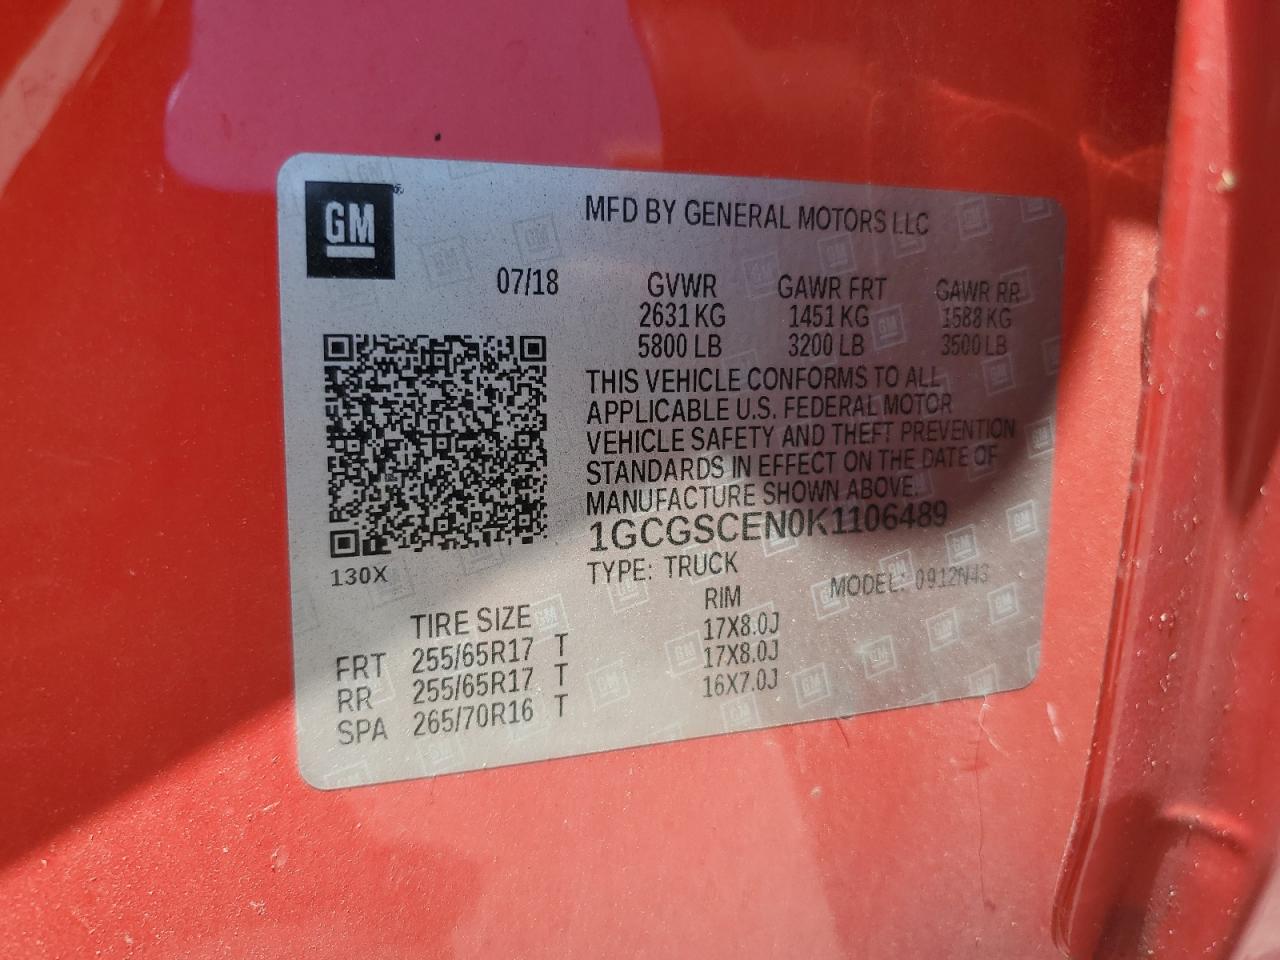 GM
MFD BY GENERAL MOTORS LLC
07/18 GVWR GAWR FRT GAWR RR
2631 KG 1451 KG 1588 KG
5800 LB 3200 LB 3500 LB
THIS VEHICLE CONFORMS TO ALL
APPLICABLE U.S. FEDERAL MOTOR
VEHICLE SAFETY AND THEFT PREVENTION
STANDARDS IN EFFECT ON THE DATE OF
MANUFACTURE SHOWN ABOVE.
1GCGSCEN0K1106489
130X
TYPE: TRUCK MODEL: 0912N43
TIRE SIZE RIM
FRT 255/65R17 T 17X8.0J
RR 255/65R17 T 17X8.0J
SPA 265/70R16 T 16X7.0J